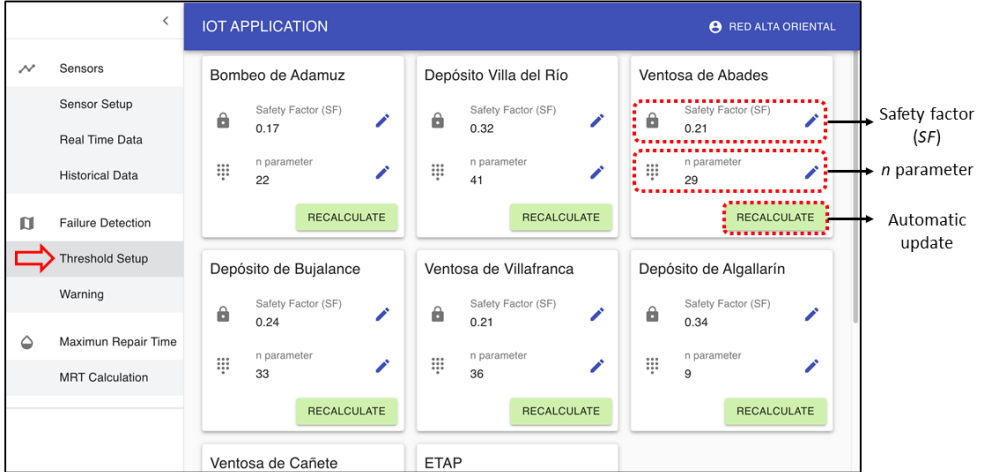 IOT APPLICATION
RED ALTA ORIENTAL
Sensors
Sensor Setup
Real Time Data
Historical Data
Failure Detection
Threshold Setup
Warning
Maximun Repair Time
MRT Calculation
Bombeo de Adamuz
Safety Factor (SF)
0.17
n parameter
22
RECALCULATE
Depósito Villa del Río
Safety Factor (SF)
0.32
n parameter
41
RECALCULATE
Ventosa de Abades
Safety Factor (SF)
0.21
n parameter
29
RECALCULATE
Safety factor
(SF)
n parameter
Automatic
update
Depósito de Bujalance
Safety Factor (SF)
0.24
n parameter
33
RECALCULATE
Ventosa de Villafranca
Safety Factor (SF)
0.21
n parameter
36
RECALCULATE
Depósito de Algallarín
Safety Factor (SF)
0.34
n parameter
9
RECALCULATE
Ventosa de Cañete
ETAP